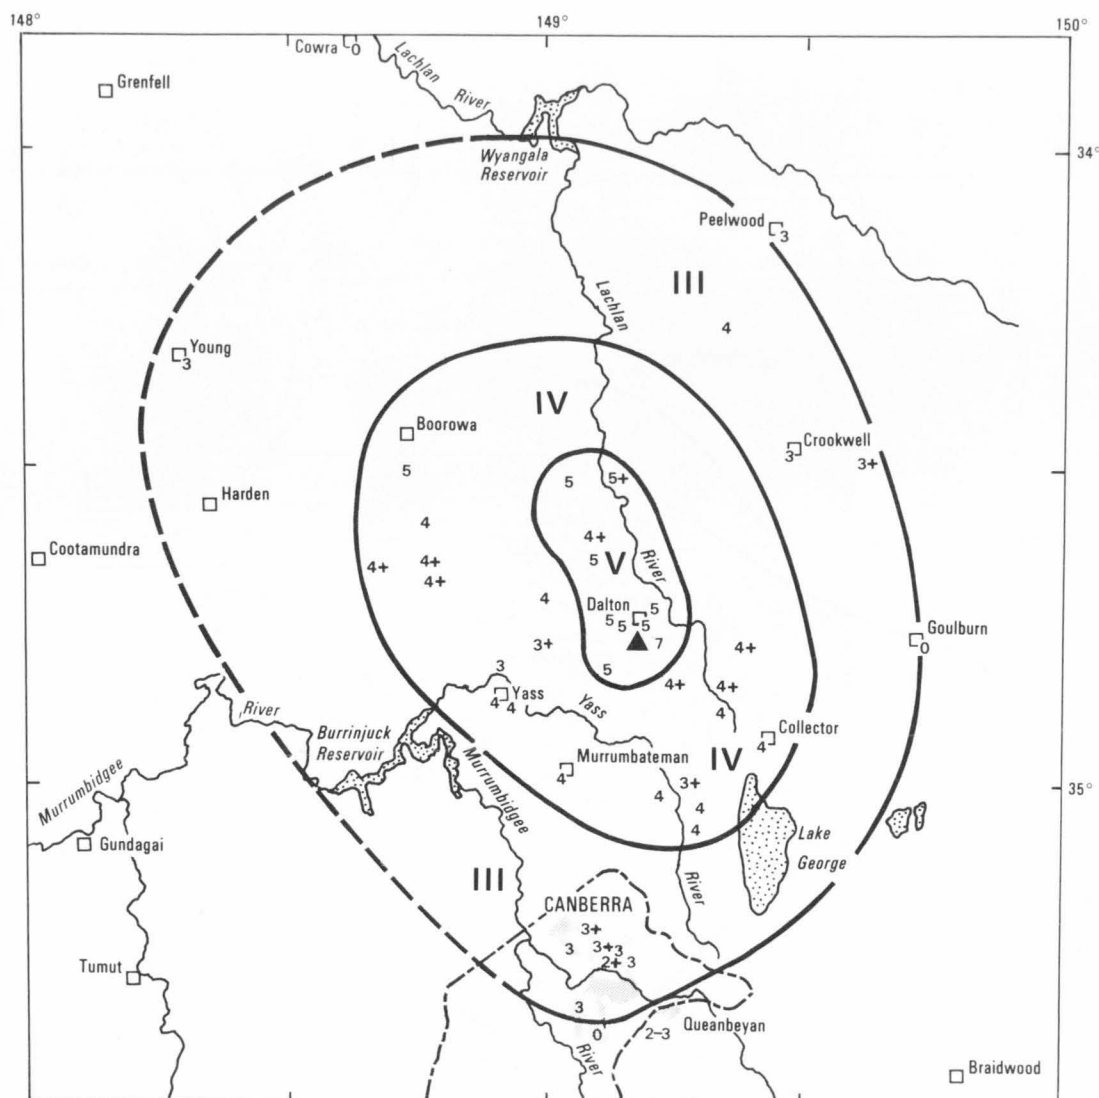 148°
149°
150°
Cowra
0
Lachlan
River
Grenfell
34°
Wyangala
Reservoir
Peelwood
3
III
Lachlan
4
Young
3
IV
Boorowa
Crookwell
3
3+
5
5
5+
Harden
4
4+
Cootamundra
4+
4+
4+
5
V
River
4
Dalton
5
5
5
5
Goulburn
0
3+
7
4+
3
5
4+
4+
Yass
4
4
Yass
4
River
Burrinjuck
Reservoir
Collector
4
Murrumbidgee
Murrumbateman
4
IV
Murrumbidgee
3+
4
4
4
35°
Lake
George
Gundagai
III
River
CANBERRA
3+
3
3+
3
2+
3
Tumut
3
0
2–3
Queanbeyan
River
Braidwood